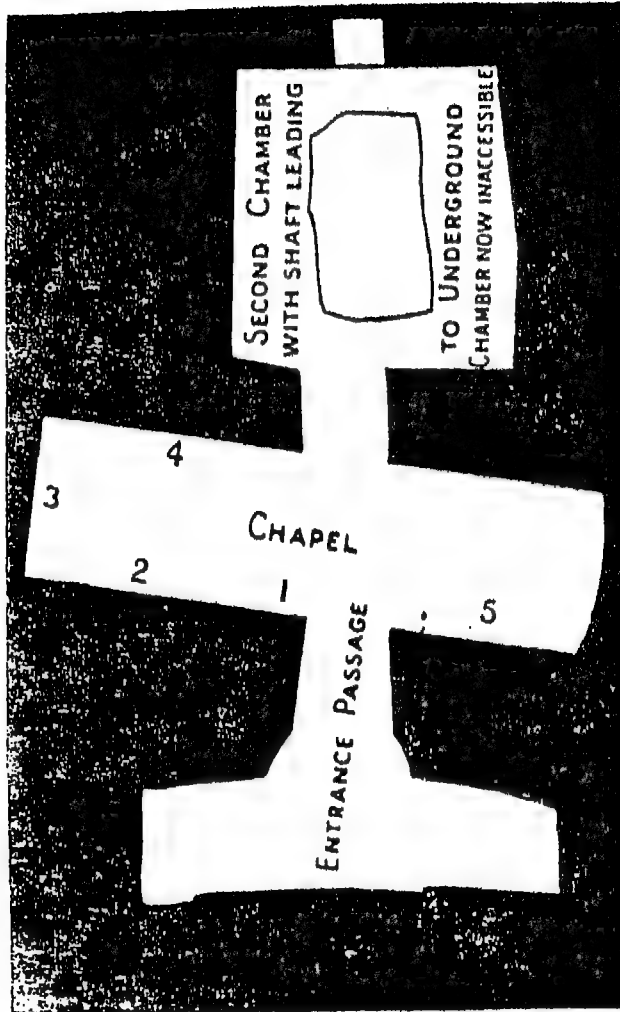 SECOND CHAMBER
WITH SHAFT LEADING
TO UNDERGROUND
CHAMBER NOW INACCESSIBLE
4
3
CHAPEL
2
1
5
ENTRANCE PASSAGE